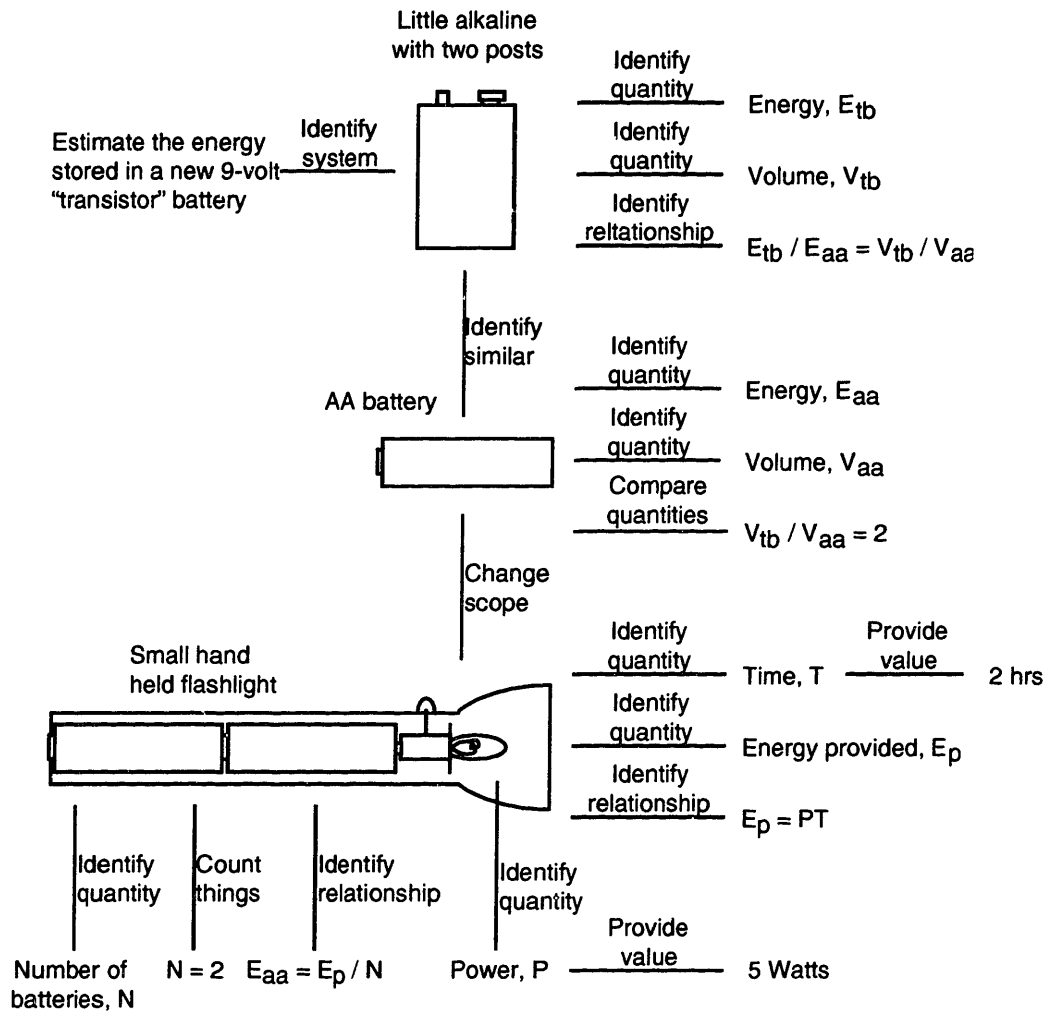 Little alkaline
with two posts
Estimate the energy
stored in a new 9-volt
“transistor” battery
Identify
system
Identify
quantity
Energy, Etb
Identify
quantity
Volume, Vtb
Identify
reltationship
Etb / Eaa = Vtb / Vaa
Identify
similar
AA battery
Identify
quantity
Energy, Eaa
Identify
quantity
Volume, Vaa
Compare
quantities
Vtb / Vaa = 2
Change
scope
Small hand
held flashlight
Identify
quantity
Time, T
Provide
value
2 hrs
Identify
quantity
Energy provided, Ep
Identify
relationship
Ep = PT
Identify
quantity
Number of
batteries, N
Count
things
N = 2
Identify
relationship
Eaa = Ep / N
Identify
quantity
Power, P
Provide
value
5 Watts